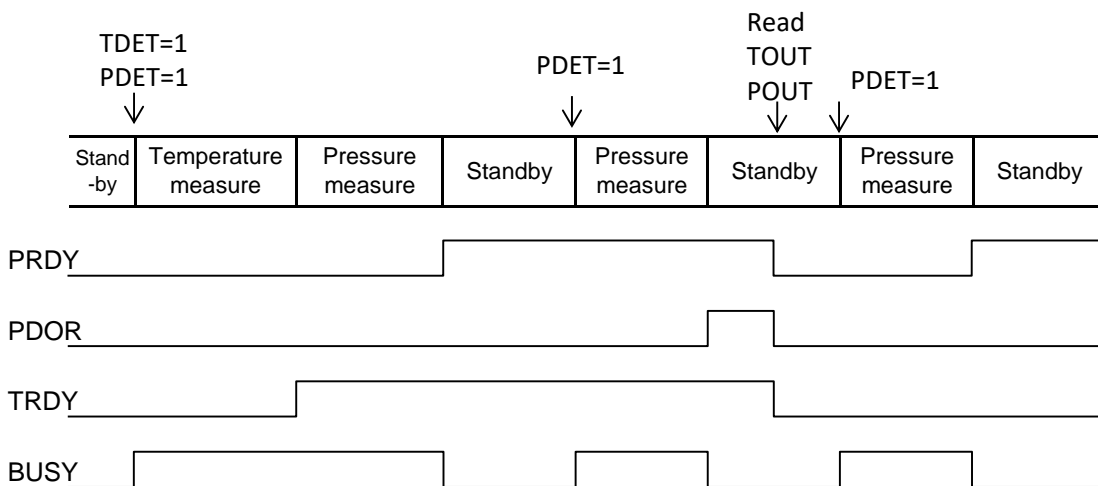 TDET=1
PDET=1
PDET=1
Read
TOUT
POUT
PDET=1
Stand
-by
Temperature
measure
Pressure
measure
Standby
Pressure
measure
Standby
Pressure
measure
Standby
PRDY
PDOR
TRDY
BUSY